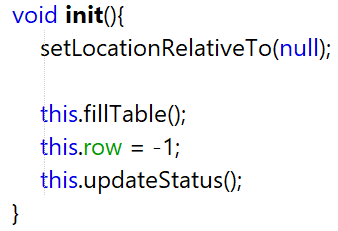 void init(){
    setLocationRelativeTo(null);

    this.fillTable();
    this.row = -1;
    this.updateStatus();
}